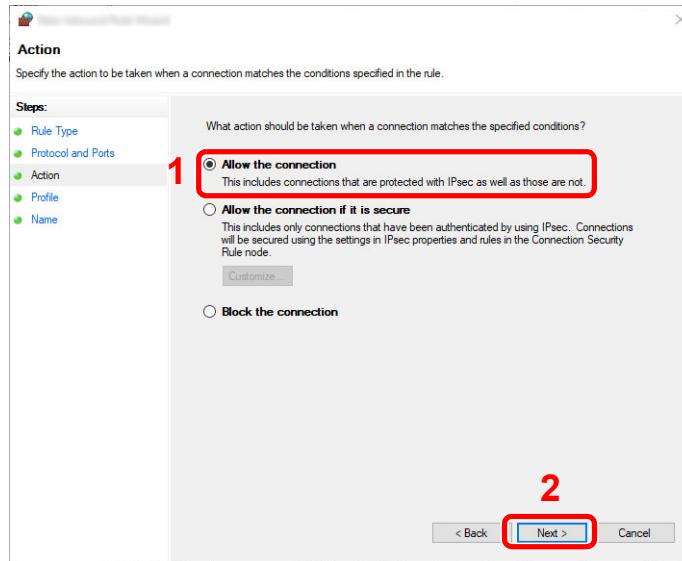 Action
Specify the action to be taken when a connection matches the conditions specified in the rule.
Steps:
Rule Type
Protocol and Ports
Action
Profile
Name
What action should be taken when a connection matches the specified conditions?
1
Allow the connection
This includes connections that are protected with IPsec as well as those are not.
Allow the connection if it is secure
This includes only connections that have been authenticated by using IPsec. Connections
will be secured using the settings in IPsec properties and rules in the Connection Security
Rule node.
Customize...
Block the connection
2
< Back
Next >
Cancel